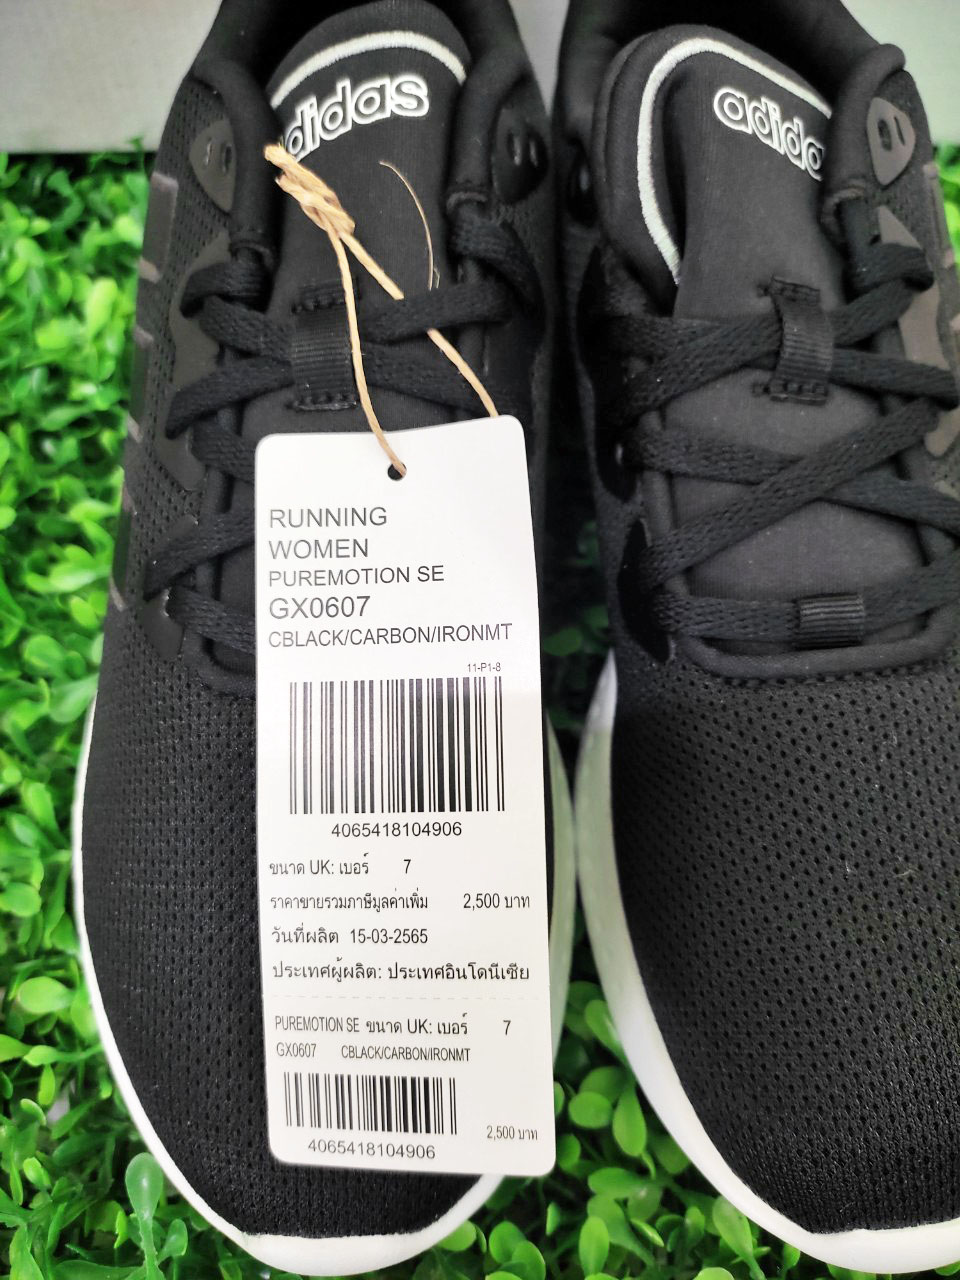 adidas
adidas
RUNNING
WOMEN
PUREMOTION SE
GX0607
CBLACK/CARBON/IRONMT
11-P1-8
4065418104906
ขนาด UK: เบอร์ 7
ราคาขายรวมภาษีมูลค่าเพิ่ม 2,500 บาท
วันที่ผลิต 15-03-2565
ประเทศผู้ผลิต: ประเทศอินโดนีเซีย
PUREMOTION SE ขนาด UK: เบอร์ 7
GX0607 CBLACK/CARBON/IRONMT
4065418104906 2,500 บาท